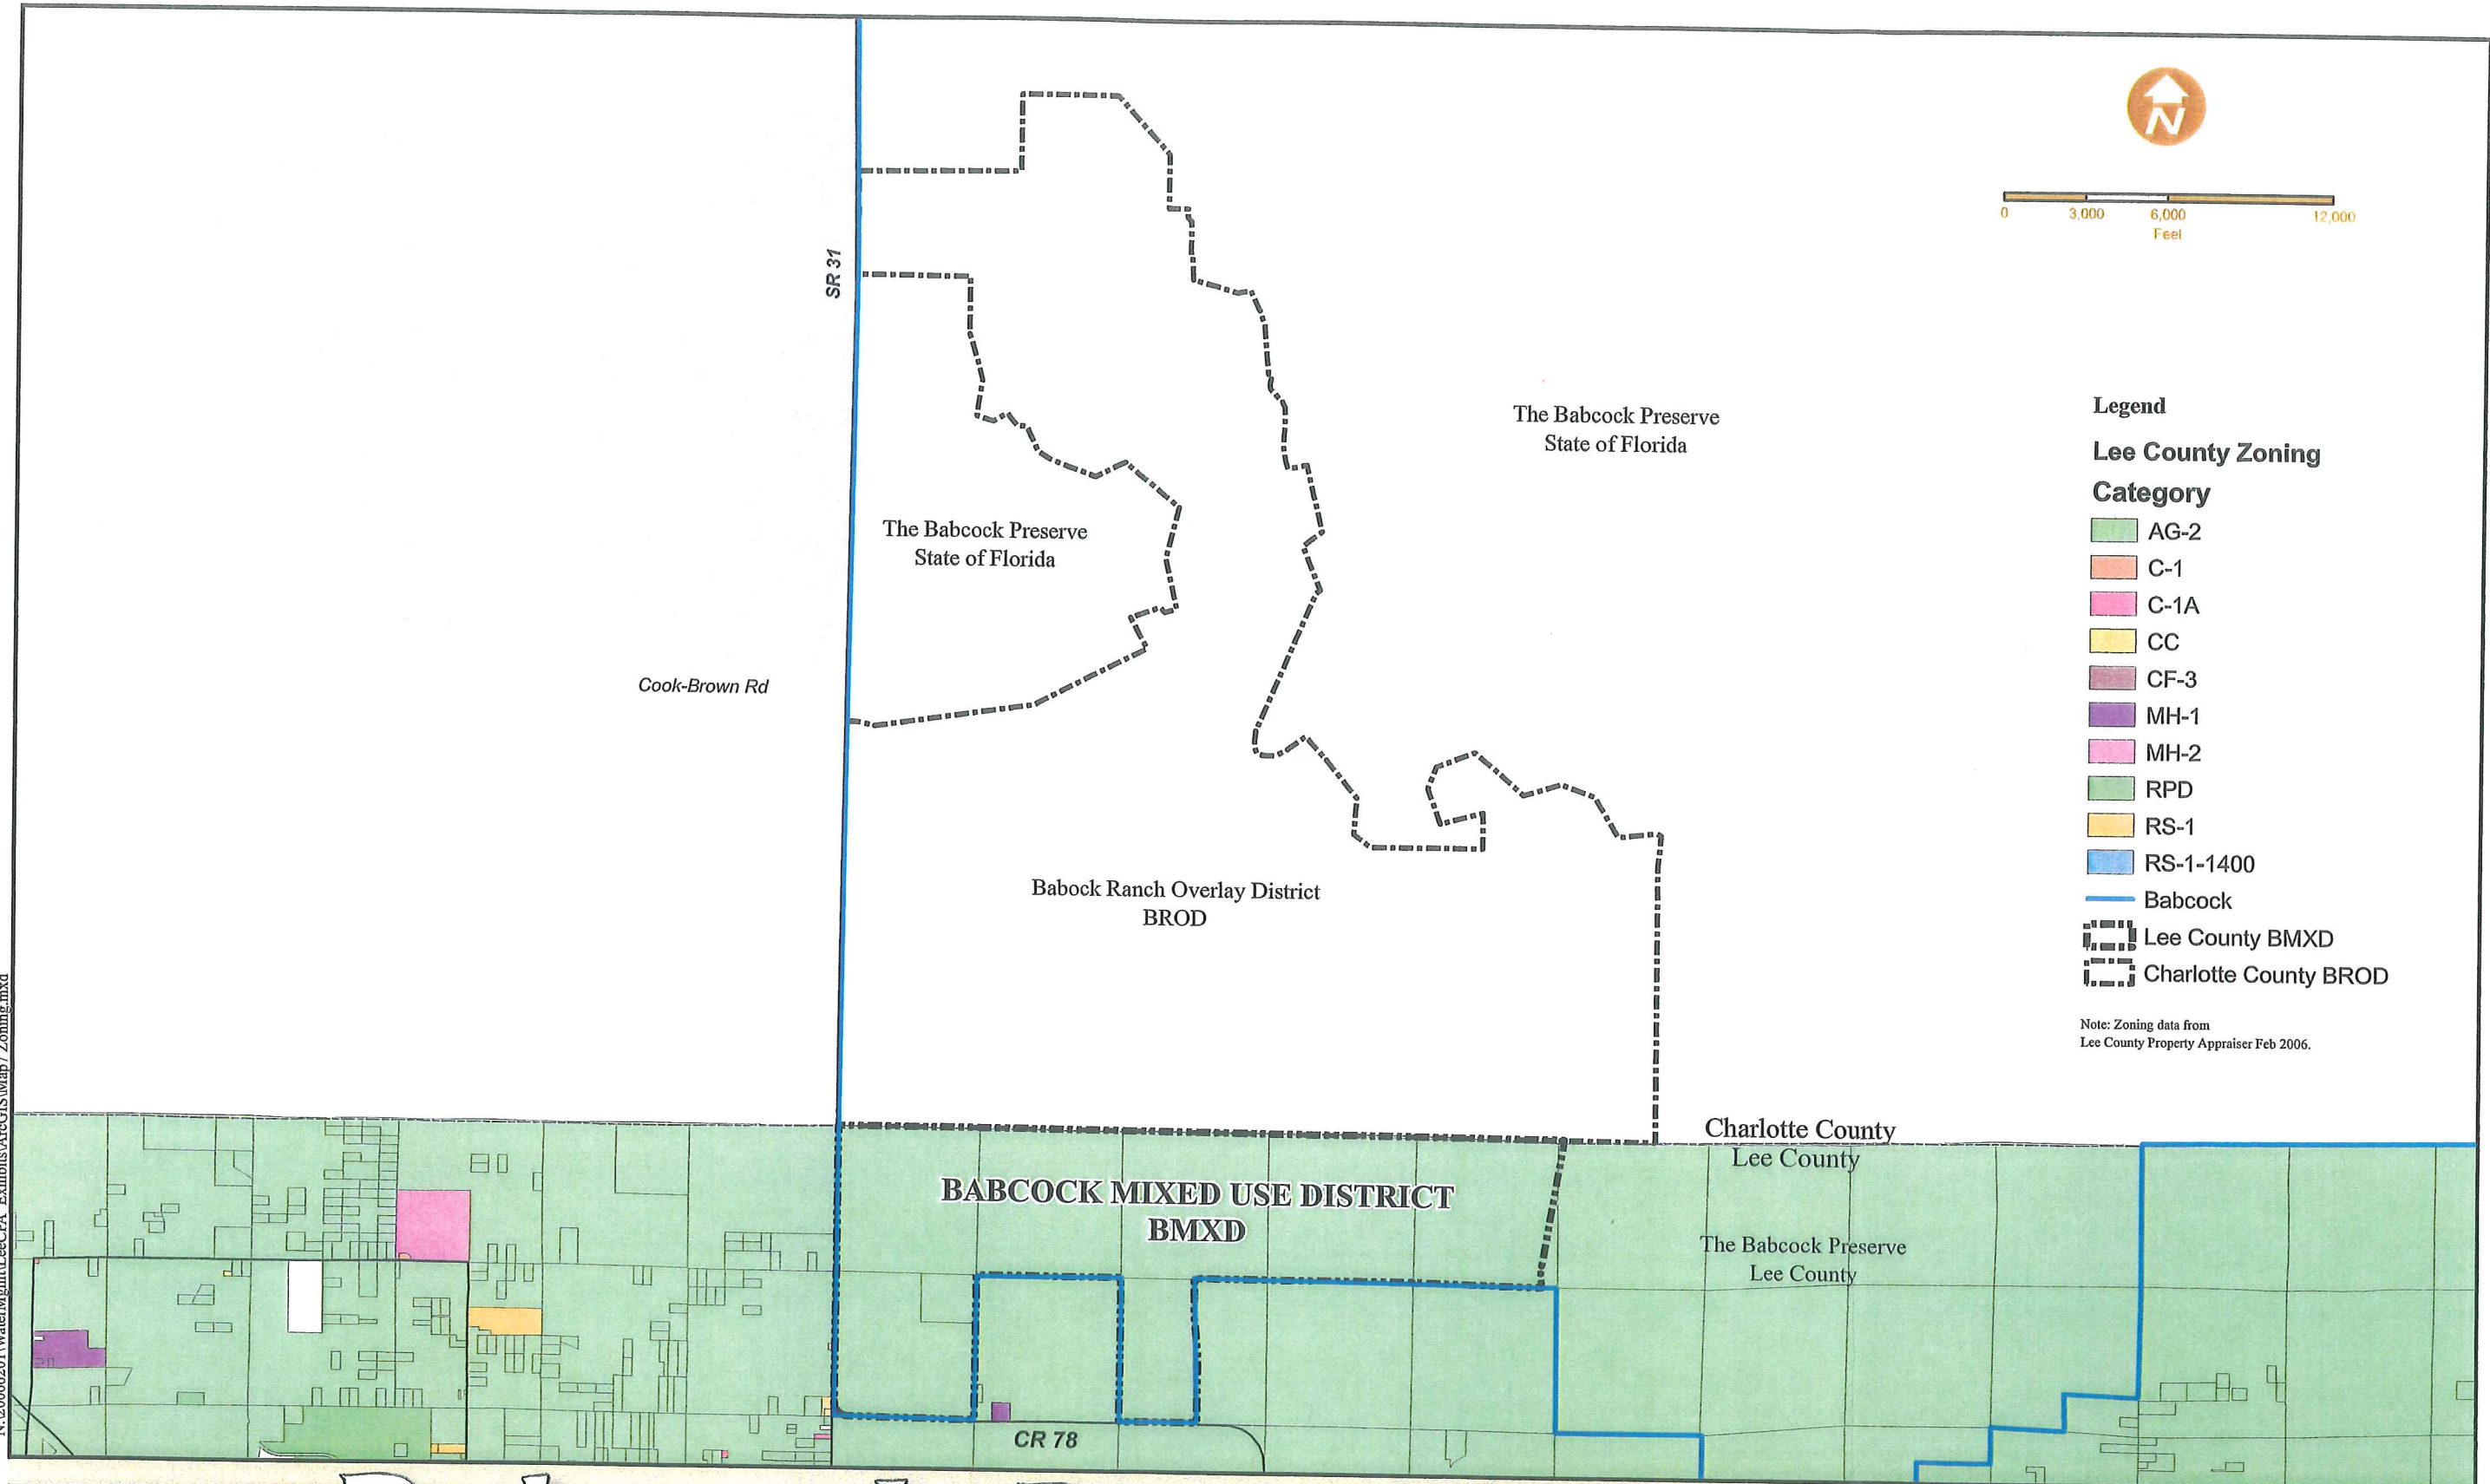 N
0 3,000 6,000 12,000
Feet
SR 31
The Babcock Preserve
State of Florida
The Babcock Preserve
State of Florida
Cook-Brown Rd
Babock Ranch Overlay District
BROD
Legend
Lee County Zoning
Category
AG-2
C-1
C-1A
CC
CF-3
MH-1
MH-2
RPD
RS-1
RS-1-1400
Babcock
Lee County BMXD
Charlotte County BROD
Note: Zoning data from
Lee County Property Appraiser Feb 2006.
Charlotte County
Lee County
BABCOCK MIXED USE DISTRICT
BMXD
The Babcock Preserve
Lee County
CR 78